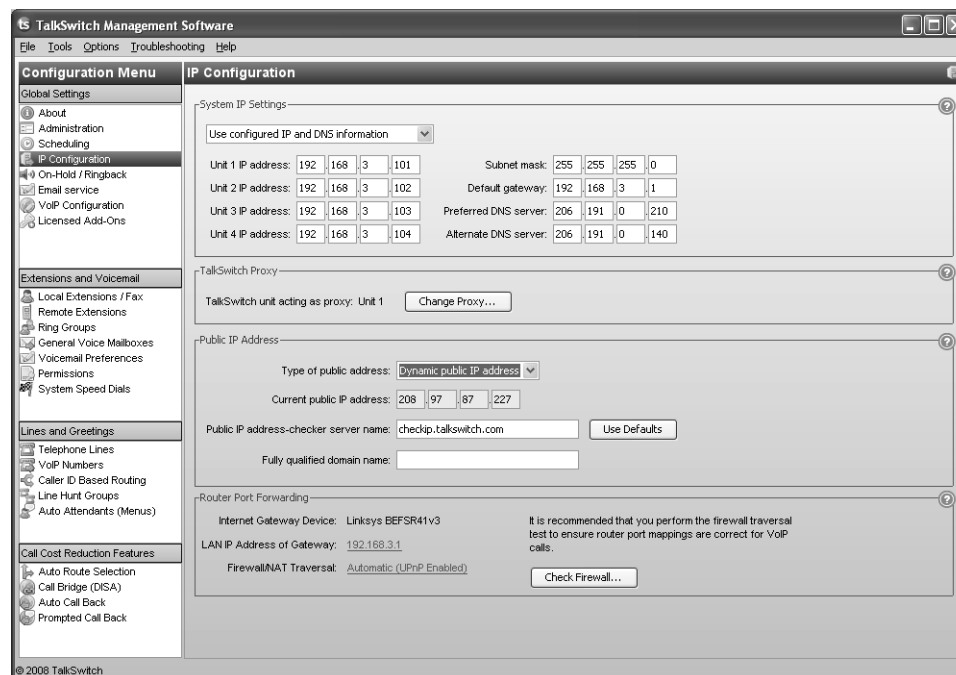 ts TalkSwitch Management Software
File Tools Options Troubleshooting Help
Configuration Menu
Global Settings
About
Administration
Scheduling
IP Configuration
On-Hold / Ringback
Email service
VoIP Configuration
Licensed Add-Ons
Extensions and Voicemail
Local Extensions / Fax
Remote Extensions
Ring Groups
General Voice Mailboxes
Voicemail Preferences
Permissions
System Speed Dials
Lines and Greetings
Telephone Lines
VoIP Numbers
Caller ID Based Routing
Line Hunt Groups
Auto Attendants (Menus)
Call Cost Reduction Features
Auto Route Selection
Call Bridge (DISA)
Auto Call Back
Prompted Call Back
IP Configuration
System IP Settings
Use configured IP and DNS information
Unit 1 IP address: 192 .168 .3 .101
Unit 2 IP address: 192 .168 .3 .102
Unit 3 IP address: 192 .168 .3 .103
Unit 4 IP address: 192 .168 .3 .104
Subnet mask: 255 .255 .255 .0
Default gateway: 192 .168 .3 .1
Preferred DNS server: 206 .191 .0 .210
Alternate DNS server: 206 .191 .0 .140
TalkSwitch Proxy
TalkSwitch unit acting as proxy: Unit 1 Change Proxy...
Public IP Address
Type of public address: Dynamic public IP address
Current public IP address: 208 .97 .87 .227
Public IP address-checker server name: checkip.talkswitch.com Use Defaults
Fully qualified domain name:
Router Port Forwarding
Internet Gateway Device: Linksys BEFSR41v3
LAN IP Address of Gateway: 192.168.3.1
Firewall/NAT Traversal: Automatic (UPnP Enabled)
It is recommended that you perform the firewall traversal
test to ensure router port mappings are correct for VoIP
calls.
Check Firewall...
© 2008 TalkSwitch